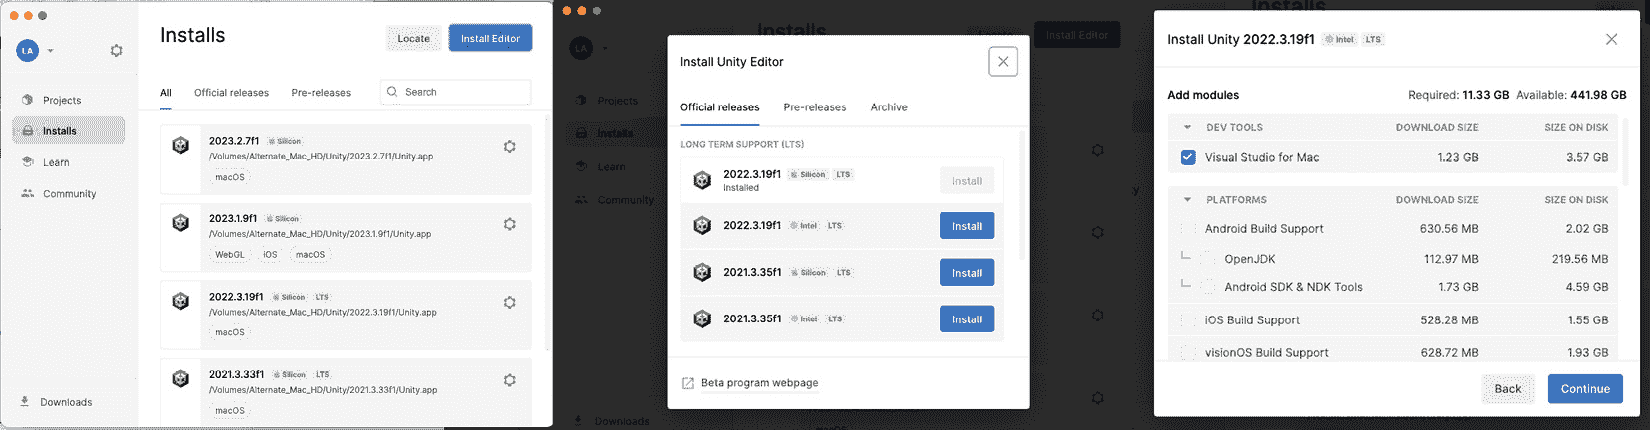 Installs
Locate
Install Editor
LA
Projects
Installs
Learn
Community
Downloads
All
Official releases
Pre-releases
Search
2023.2.7f1 Silicon
/Volumes/Alternate_Mac_HD/Unity/2023.2.7f1/Unity.app
macOS
2023.1.9f1 Silicon
/Volumes/Alternate_Mac_HD/Unity/2023.1.9f1/Unity.app
WebGL iOS macOS
2022.3.19f1 Silicon LTS
/Volumes/Alternate_Mac_HD/Unity/2022.3.19f1/Unity.app
macOS
2021.3.33f1 Silicon LTS
/Volumes/Alternate_Mac_HD/Unity/2021.3.33f1/Unity.app
macOS
LA
Installs
Install Editor
Projects
Installs
Learn
Community
Downloads
Install Unity Editor
Official releases
Pre-releases
Archive
LONG TERM SUPPORT (LTS)
2022.3.19f1 Silicon LTS
Installed
Install
2022.3.19f1 Intel LTS
Install
2021.3.35f1 Silicon LTS
Install
2021.3.35f1 Intel LTS
Install
Beta program webpage
y
Installs
Install Unity 2022.3.19f1 Intel LTS
Add modules
Required: 11.33 GB Available: 441.98 GB
DEV TOOLS DOWNLOAD SIZE SIZE ON DISK
Visual Studio for Mac 1.23 GB 3.57 GB
PLATFORMS DOWNLOAD SIZE SIZE ON DISK
Android Build Support 630.56 MB 2.02 GB
OpenJDK 112.97 MB 219.56 MB
Android SDK & NDK Tools 1.73 GB 4.59 GB
iOS Build Support 528.28 MB 1.55 GB
visionOS Build Support 628.72 MB 1.93 GB
Back
Continue